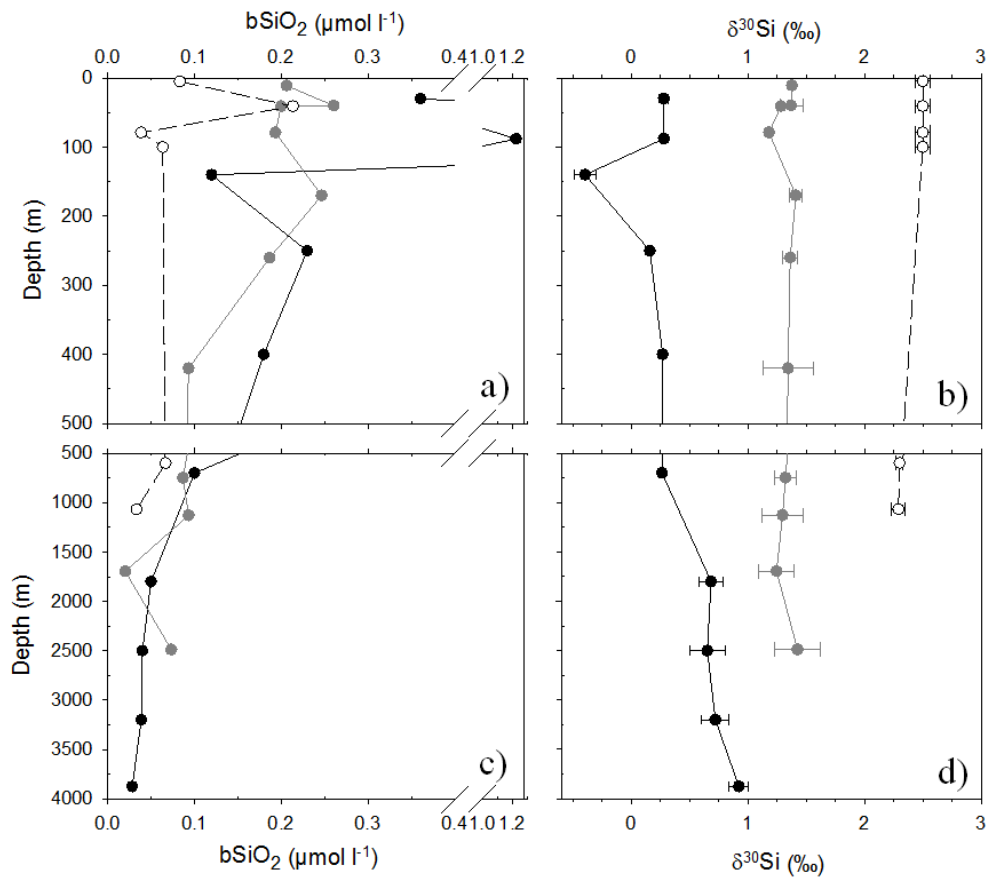 bSiO₂ (µmol l⁻¹)
δ³⁰Si (‰)
0.0 0.1 0.2 0.3 0.4 1.0 1.2
0 1 2 3
0
100
200
300
400
500
Depth (m)
a)
b)
500
1000
1500
2000
2500
3000
3500
4000
Depth (m)
c)
d)
0.0 0.1 0.2 0.3 0.4 1.0 1.2
0 1 2 3
bSiO₂ (µmol l⁻¹)
δ³⁰Si (‰)